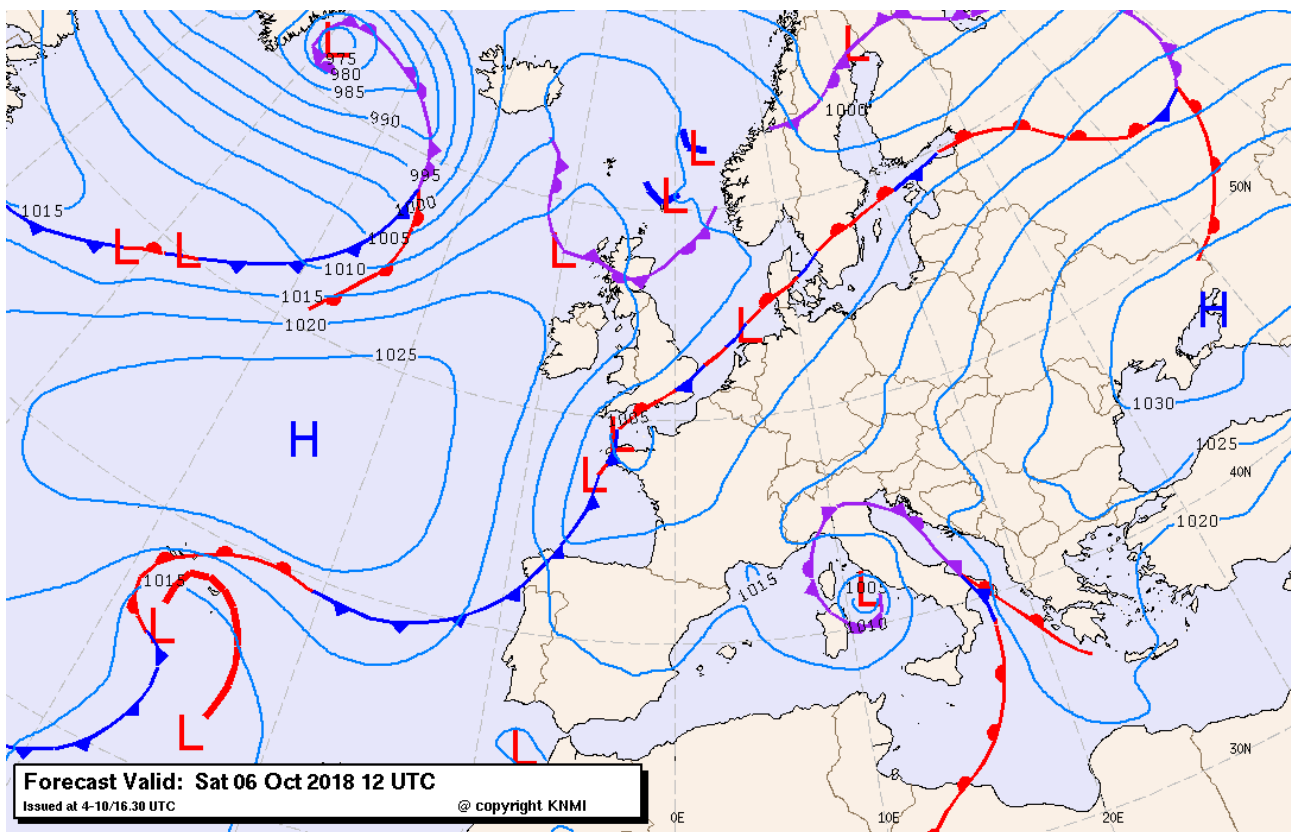 L
L
975
980
985
1000
990
L
L
995
50N
1015
1000
L
1005
L
L
L
1010
1015
H
L
1020
1025
1030
1005
H
L
1025
L
40N
1020
1015
1015
L
1005
L
1010
L
L
30N
Forecast Valid: Sat 06 Oct 2018 12 UTC
Issued at 4-10/16.30 UTC
@ copyright KNMI
0E
10E
20E